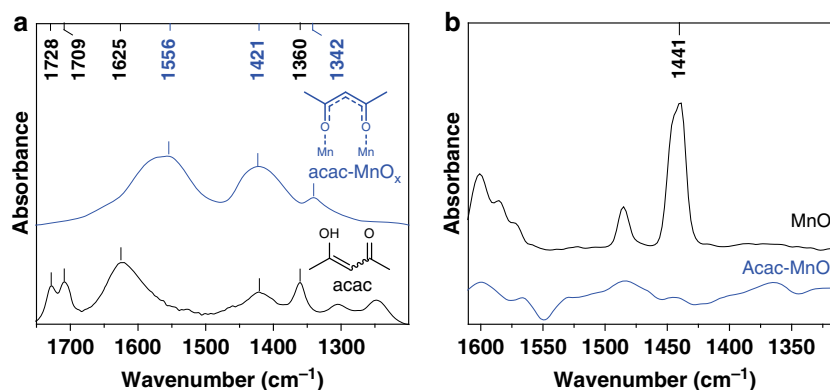 a
1728
1709
1625
1556
1421
1360
1342
Absorbance
O O
Mn Mn
acac-MnOₓ
OH O
acac
1700 1600 1500 1400 1300
Wavenumber (cm⁻¹)
b
1441
Absorbance
MnO
Acac-MnO
1600 1550 1500 1450 1400 1350
Wavenumber (cm⁻¹)